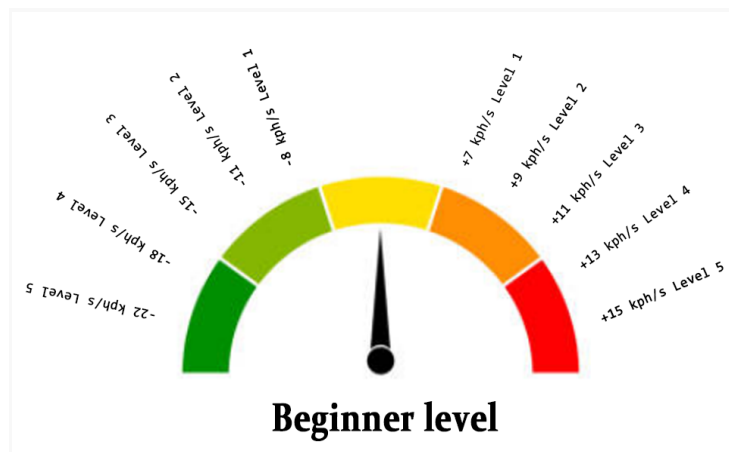 -22 kph/s Level 5
-18 kph/s Level 4
-15 kph/s Level 3
-11 kph/s Level 2
-8 kph/s Level 1
+7 kph/s Level 1
+9 kph/s Level 2
+11 kph/s Level 3
+13 kph/s Level 4
+15 kph/s Level 5
Beginner level